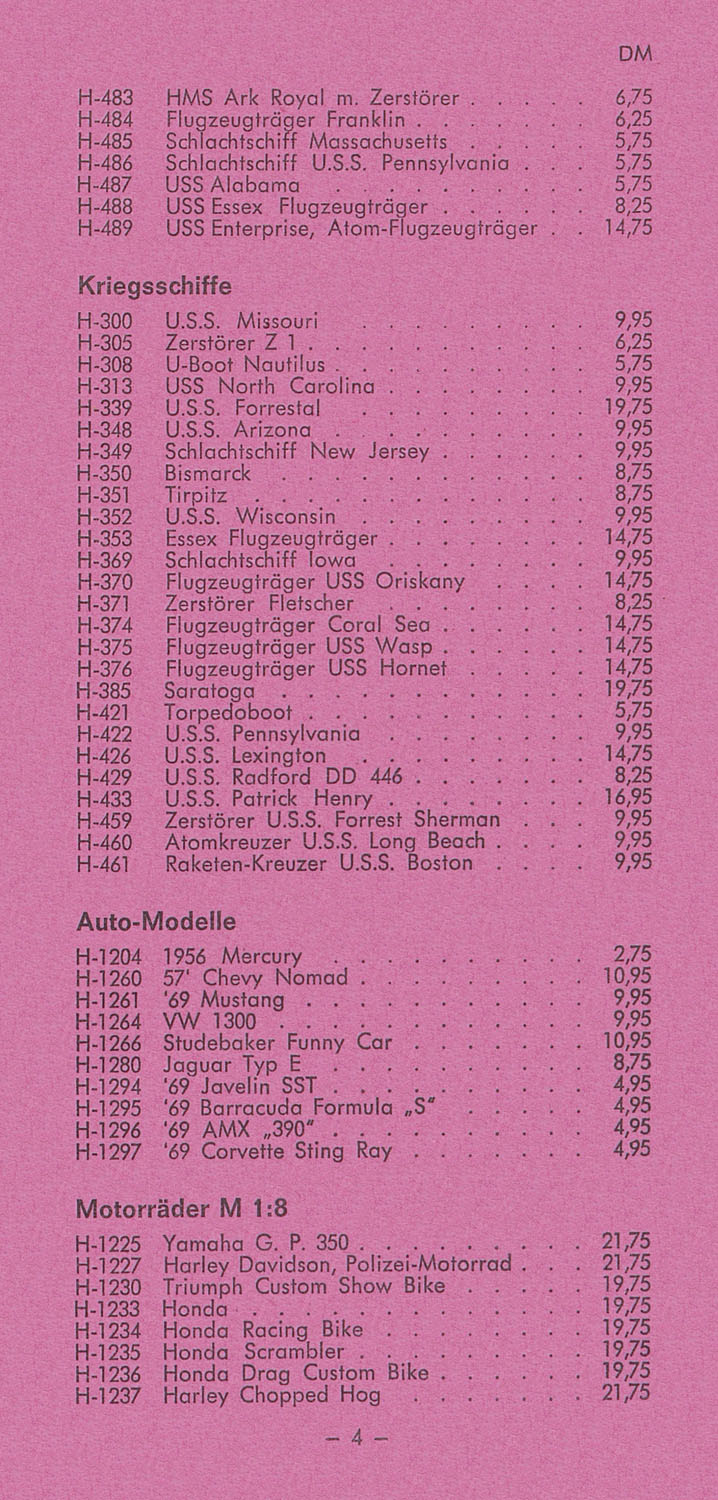 DM
H-483 HMS Ark Royal m. Zerstörer . . . . . 6,75
H-484 Flugzeugträger Franklin . . . . . . . 6,25
H-485 Schlachtschiff Massachusetts . . . . . 5,75
H-486 Schlachtschiff U.S.S. Pennsylvania . . . 5,75
H-487 USS Alabama . . . . . . . . . . 5,75
H-488 USS Essex Flugzeugträger . . . . . . 8,25
H-489 USS Enterprise, Atom-Flugzeugträger . . 14,75
Kriegsschiffe
H-300 U.S.S. Missouri . . . . . . . . . 9,95
H-305 Zerstörer Z 1 . . . . . . . . . . . 6,25
H-308 U-Boot Nautilus . . . . . . . . . . 5,75
H-313 USS North Carolina . . . . . . . . 9,95
H-339 U.S.S. Forrestal . . . . . . . . . 19,75
H-348 U.S.S. Arizona . . . . . . . . . . 9,95
H-349 Schlachtschiff New Jersey . . . . . . 9,95
H-350 Bismarck . . . . . . . . . . . . 8,75
H-351 Tirpitz . . . . . . . . . . . . . 8,75
H-352 U.S.S. Wisconsin . . . . . . . . . 9,95
H-353 Essex Flugzeugträger . . . . . . . . 14,75
H-369 Schlachtschiff Iowa . . . . . . . . 9,95
H-370 Flugzeugträger USS Oriskany . . . . . 14,75
H-371 Zerstörer Fletscher . . . . . . . . 8,25
H-374 Flugzeugträger Coral Sea . . . . . . 14,75
H-375 Flugzeugträger USS Wasp . . . . . . 14,75
H-376 Flugzeugträger USS Hornet . . . . . 14,75
H-385 Saratoga . . . . . . . . . . . . 19,75
H-421 Torpedoboot . . . . . . . . . . . 5,75
H-422 U.S.S. Pennsylvania . . . . . . . . 9,95
H-426 U.S.S. Lexington . . . . . . . . . 14,75
H-429 U.S.S. Radford DD 446 . . . . . . . 8,25
H-433 U.S.S. Patrick Henry . . . . . . . . 16,95
H-459 Zerstörer U.S.S. Forrest Sherman . . . 9,95
H-460 Atomkreuzer U.S.S. Long Beach . . . . 9,95
H-461 Raketen-Kreuzer U.S.S. Boston . . . . 9,95
Auto-Modelle
H-1204 1956 Mercury . . . . . . . . . . 2,75
H-1260 57' Chevy Nomad . . . . . . . . . 10,95
H-1261 '69 Mustang . . . . . . . . . . . 9,95
H-1264 VW 1300 . . . . . . . . . . . . 9,95
H-1266 Studebaker Funny Car . . . . . . . 10,95
H-1280 Jaguar Typ E . . . . . . . . . . 8,75
H-1294 '69 Javelin SST . . . . . . . . . . 4,95
H-1295 '69 Barracuda Formula „S“ . . . . . 4,95
H-1296 '69 AMX „390“ . . . . . . . . . . 4,95
H-1297 '69 Corvette Sting Ray . . . . . . . 4,95
Motorräder M 1:8
H-1225 Yamaha G. P. 350 . . . . . . . . . 21,75
H-1227 Harley Davidson, Polizei-Motorrad . . . 21,75
H-1230 Triumph Custom Show Bike . . . . . 19,75
H-1233 Honda . . . . . . . . . . . . . 19,75
H-1234 Honda Racing Bike . . . . . . . . 19,75
H-1235 Honda Scrambler . . . . . . . . . 19,75
H-1236 Honda Drag Custom Bike . . . . . . 19,75
H-1237 Harley Chopped Hog . . . . . . . 21,75
– 4 –